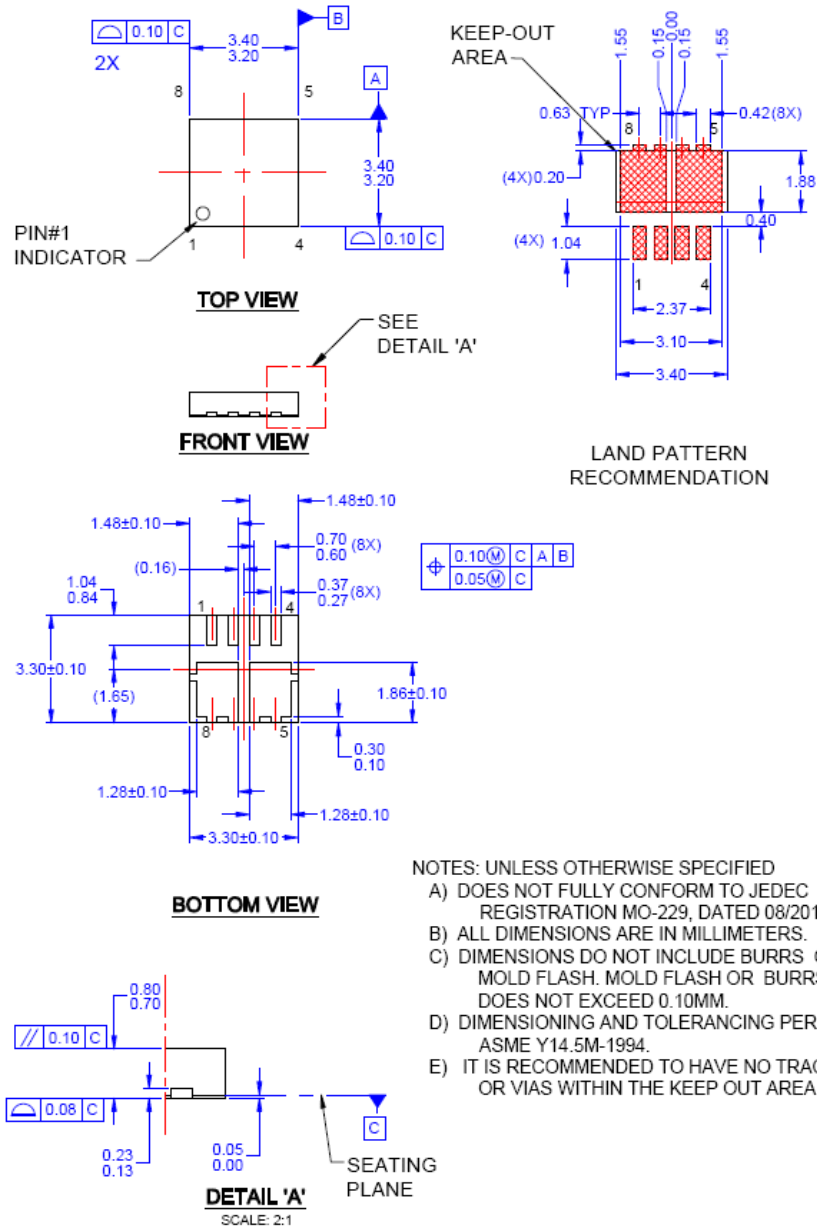 0.10 C
2X
3.40
3.20
B
A
8
5
3.40
3.20
PIN#1
INDICATOR
1
4
0.10 C
TOP VIEW
KEEP-OUT
AREA
1.55
0.15
0.00
0.15
1.55
0.63 TYP
0.42(8X)
8
5
(4X)0.20
1.88
0.40
(4X) 1.04
1
4
2.37
3.10
3.40
LAND PATTERN
RECOMMENDATION
SEE
DETAIL 'A'
FRONT VIEW
1.48±0.10
1.48±0.10
0.70
0.60 (8X)
(0.16)
0.37
0.27 (8X)
1.04
0.84
1
4
0.10Ⓜ C A B
0.05Ⓜ C
3.30±0.10
(1.65)
1.86±0.10
8
5
0.30
0.10
1.28±0.10
1.28±0.10
3.30±0.10
BOTTOM VIEW
NOTES: UNLESS OTHERWISE SPECIFIED
A) DOES NOT FULLY CONFORM TO JEDEC
REGISTRATION MO-229, DATED
B) ALL DIMENSIONS ARE IN MILLIMETERS.
C) DIMENSIONS DO NOT INCLUDE BURRS
MOLD FLASH. MOLD FLASH OR
DOES NOT EXCEED 0.10MM.
D) DIMENSIONING AND TOLERANCING PER
ASME Y14.5M-1994.
E) IT IS RECOMMENDED TO HAVE NO
OR VIAS WITHIN THE KEEP OUT AREA
0.80
0.70
// 0.10 C
0.08 C
0.23
0.13
0.05
0.00
C
SEATING
PLANE
DETAIL 'A'
SCALE: 2:1